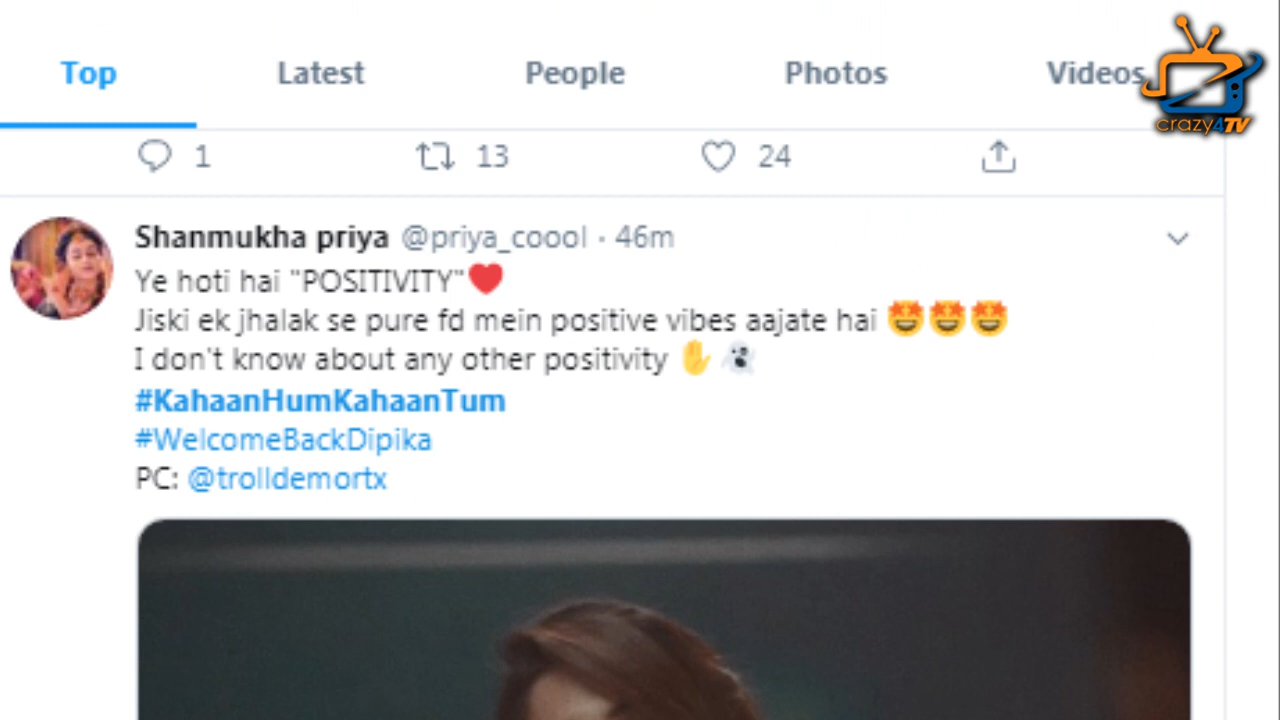 Top Latest People Photos Videos
crazy4TV
1 13 24
Shanmukha priya @priya_coool · 46m
Ye hoti hai "POSITIVITY"❤️
Jiski ek jhalak se pure fd mein positive vibes aajate hai 🤩🤩🤩
I don't know about any other positivity ✋👻
#KahaanHumKahaanTum
#WelcomeBackDipika
PC: @trolldemortx